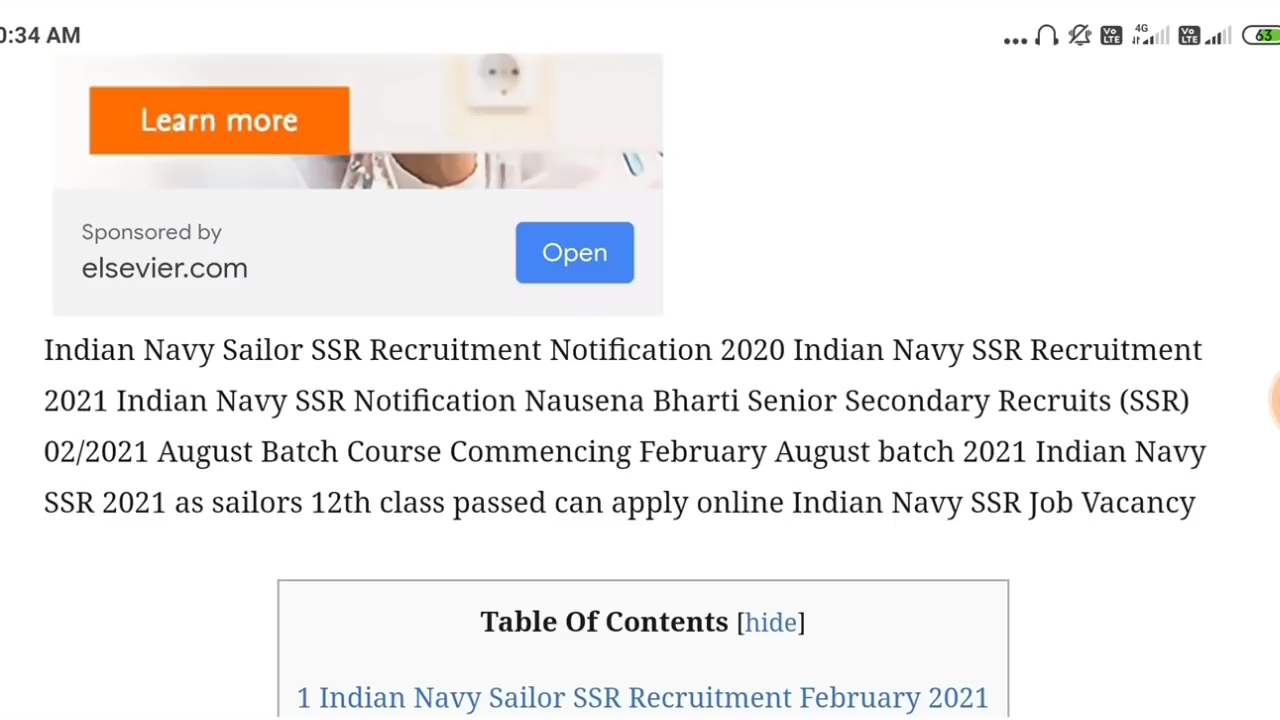 0:34 AM
4G
63
Learn more
Sponsored by
elsevier.com
Open
Indian Navy Sailor SSR Recruitment Notification 2020 Indian Navy SSR Recruitment
2021 Indian Navy SSR Notification Nausena Bharti Senior Secondary Recruits (SSR)
02/2021 August Batch Course Commencing February August batch 2021 Indian Navy
SSR 2021 as sailors 12th class passed can apply online Indian Navy SSR Job Vacancy
Table Of Contents [hide]
1 Indian Navy Sailor SSR Recruitment February 2021